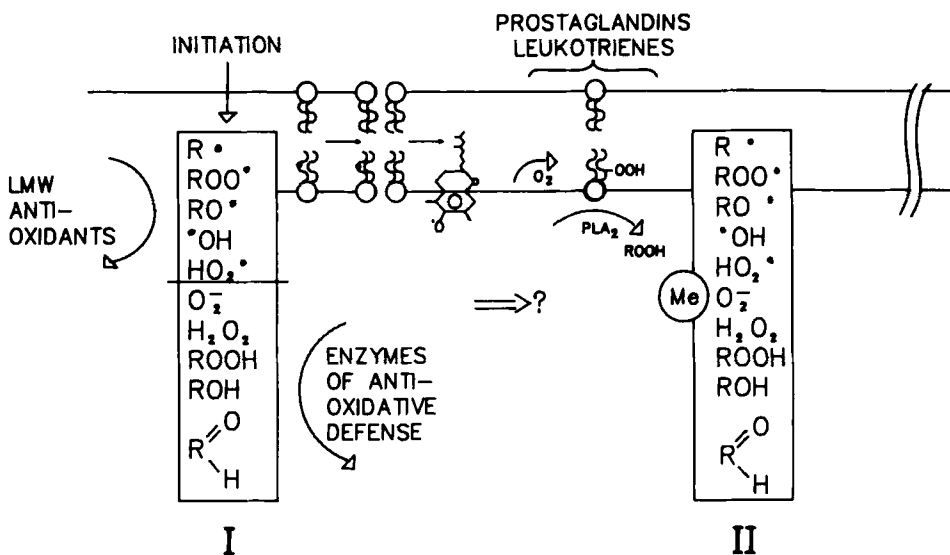 INITIATION
PROSTAGLANDINS
LEUKOTRIENES
LMW
ANTI-
OXIDANTS
R•
ROO•
RO•
•OH
HO₂•
O₂⁻
H₂O₂
ROOH
ROH
R
O
H
I
ENZYMES
OF ANTI-
OXIDATIVE
DEFENSE
⇒?
O
O
O₂
OOH
PLA₂
ROOH
Me
R•
ROO•
RO•
•OH
HO₂•
O₂⁻
H₂O₂
ROOH
ROH
R
O
H
II